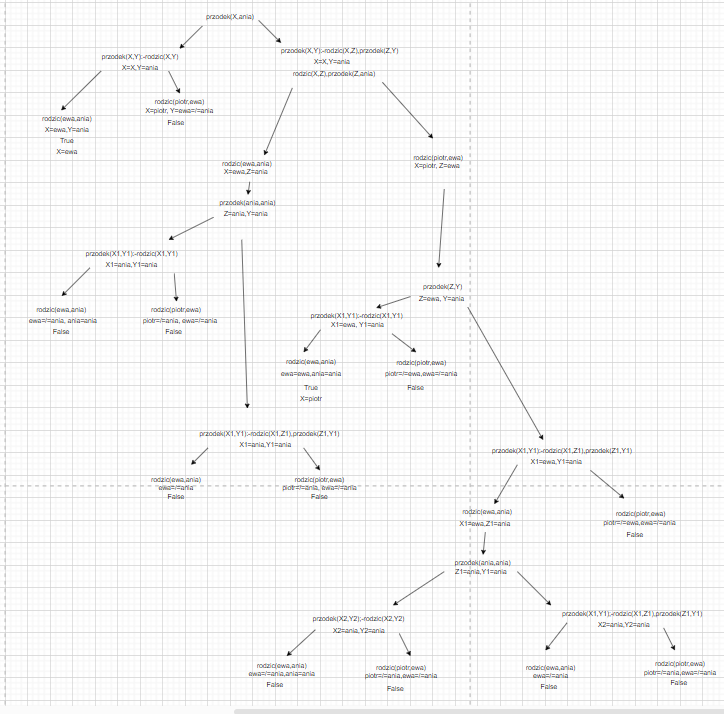 przodek(X,ania)
przodek(X,Y):-rodzic(X,Y)
X=X,Y=ania
przodek(X,Y):-rodzic(X,Z),przodek(Z,Y)
X=X,Y=ania
rodzic(X,Z),przodek(Z,ania)
rodzic(ewa,ania)
X=ewa,Y=ania
True
X=ewa
rodzic(piotr,ewa)
X=piotr, Y=ewa=/=ania
False
rodzic(ewa,ania)
X=ewa,Z=ania
rodzic(piotr,ewa)
X=piotr, Z=ewa
przodek(ania,ania)
Z=ania,Y=ania
przodek(X1,Y1):-rodzic(X1,Y1)
X1=ania,Y1=ania
rodzic(ewa,ania)
ewa=/=ania, ania=ania
False
rodzic(piotr,ewa)
piotr=/=ania, ewa=/=ania
False
przodek(Z,Y)
Z=ewa, Y=ania
przodek(X1,Y1):-rodzic(X1,Y1)
X1=ewa, Y1=ania
rodzic(ewa,ania)
ewa=ewa,ania=ania
True
X=piotr
rodzic(piotr,ewa)
piotr=/=ewa,ewa=/=ania
False
przodek(X1,Y1):-rodzic(X1,Z1),przodek(Z1,Y1)
X1=ania,Y1=ania
rodzic(ewa,ania)
ewa=/=ania
False
rodzic(piotr,ewa)
piotr=/=ania, ewa=/=ania
False
przodek(X1,Y1):-rodzic(X1,Z1),przodek(Z1,Y1)
X1=ewa,Y1=ania
rodzic(ewa,ania)
X1=ewa,Z1=ania
rodzic(piotr,ewa)
piotr=/=ewa,ewa=/=ania
False
przodek(ania,ania)
Z1=ania,Y1=ania
przodek(X2,Y2):-rodzic(X2,Y2)
X2=ania,Y2=ania
przodek(X1,Y1):-rodzic(X1,Z1),przodek(Z1,Y1)
X2=ania,Y2=ania
rodzic(ewa,ania)
ewa=/=ania,ania=ania
False
rodzic(piotr,ewa)
piotr=/=ania,ewa=/=ania
False
rodzic(ewa,ania)
ewa=/=ania
False
rodzic(piotr,ewa)
piotr=/=ania,ewa=/=ania
False